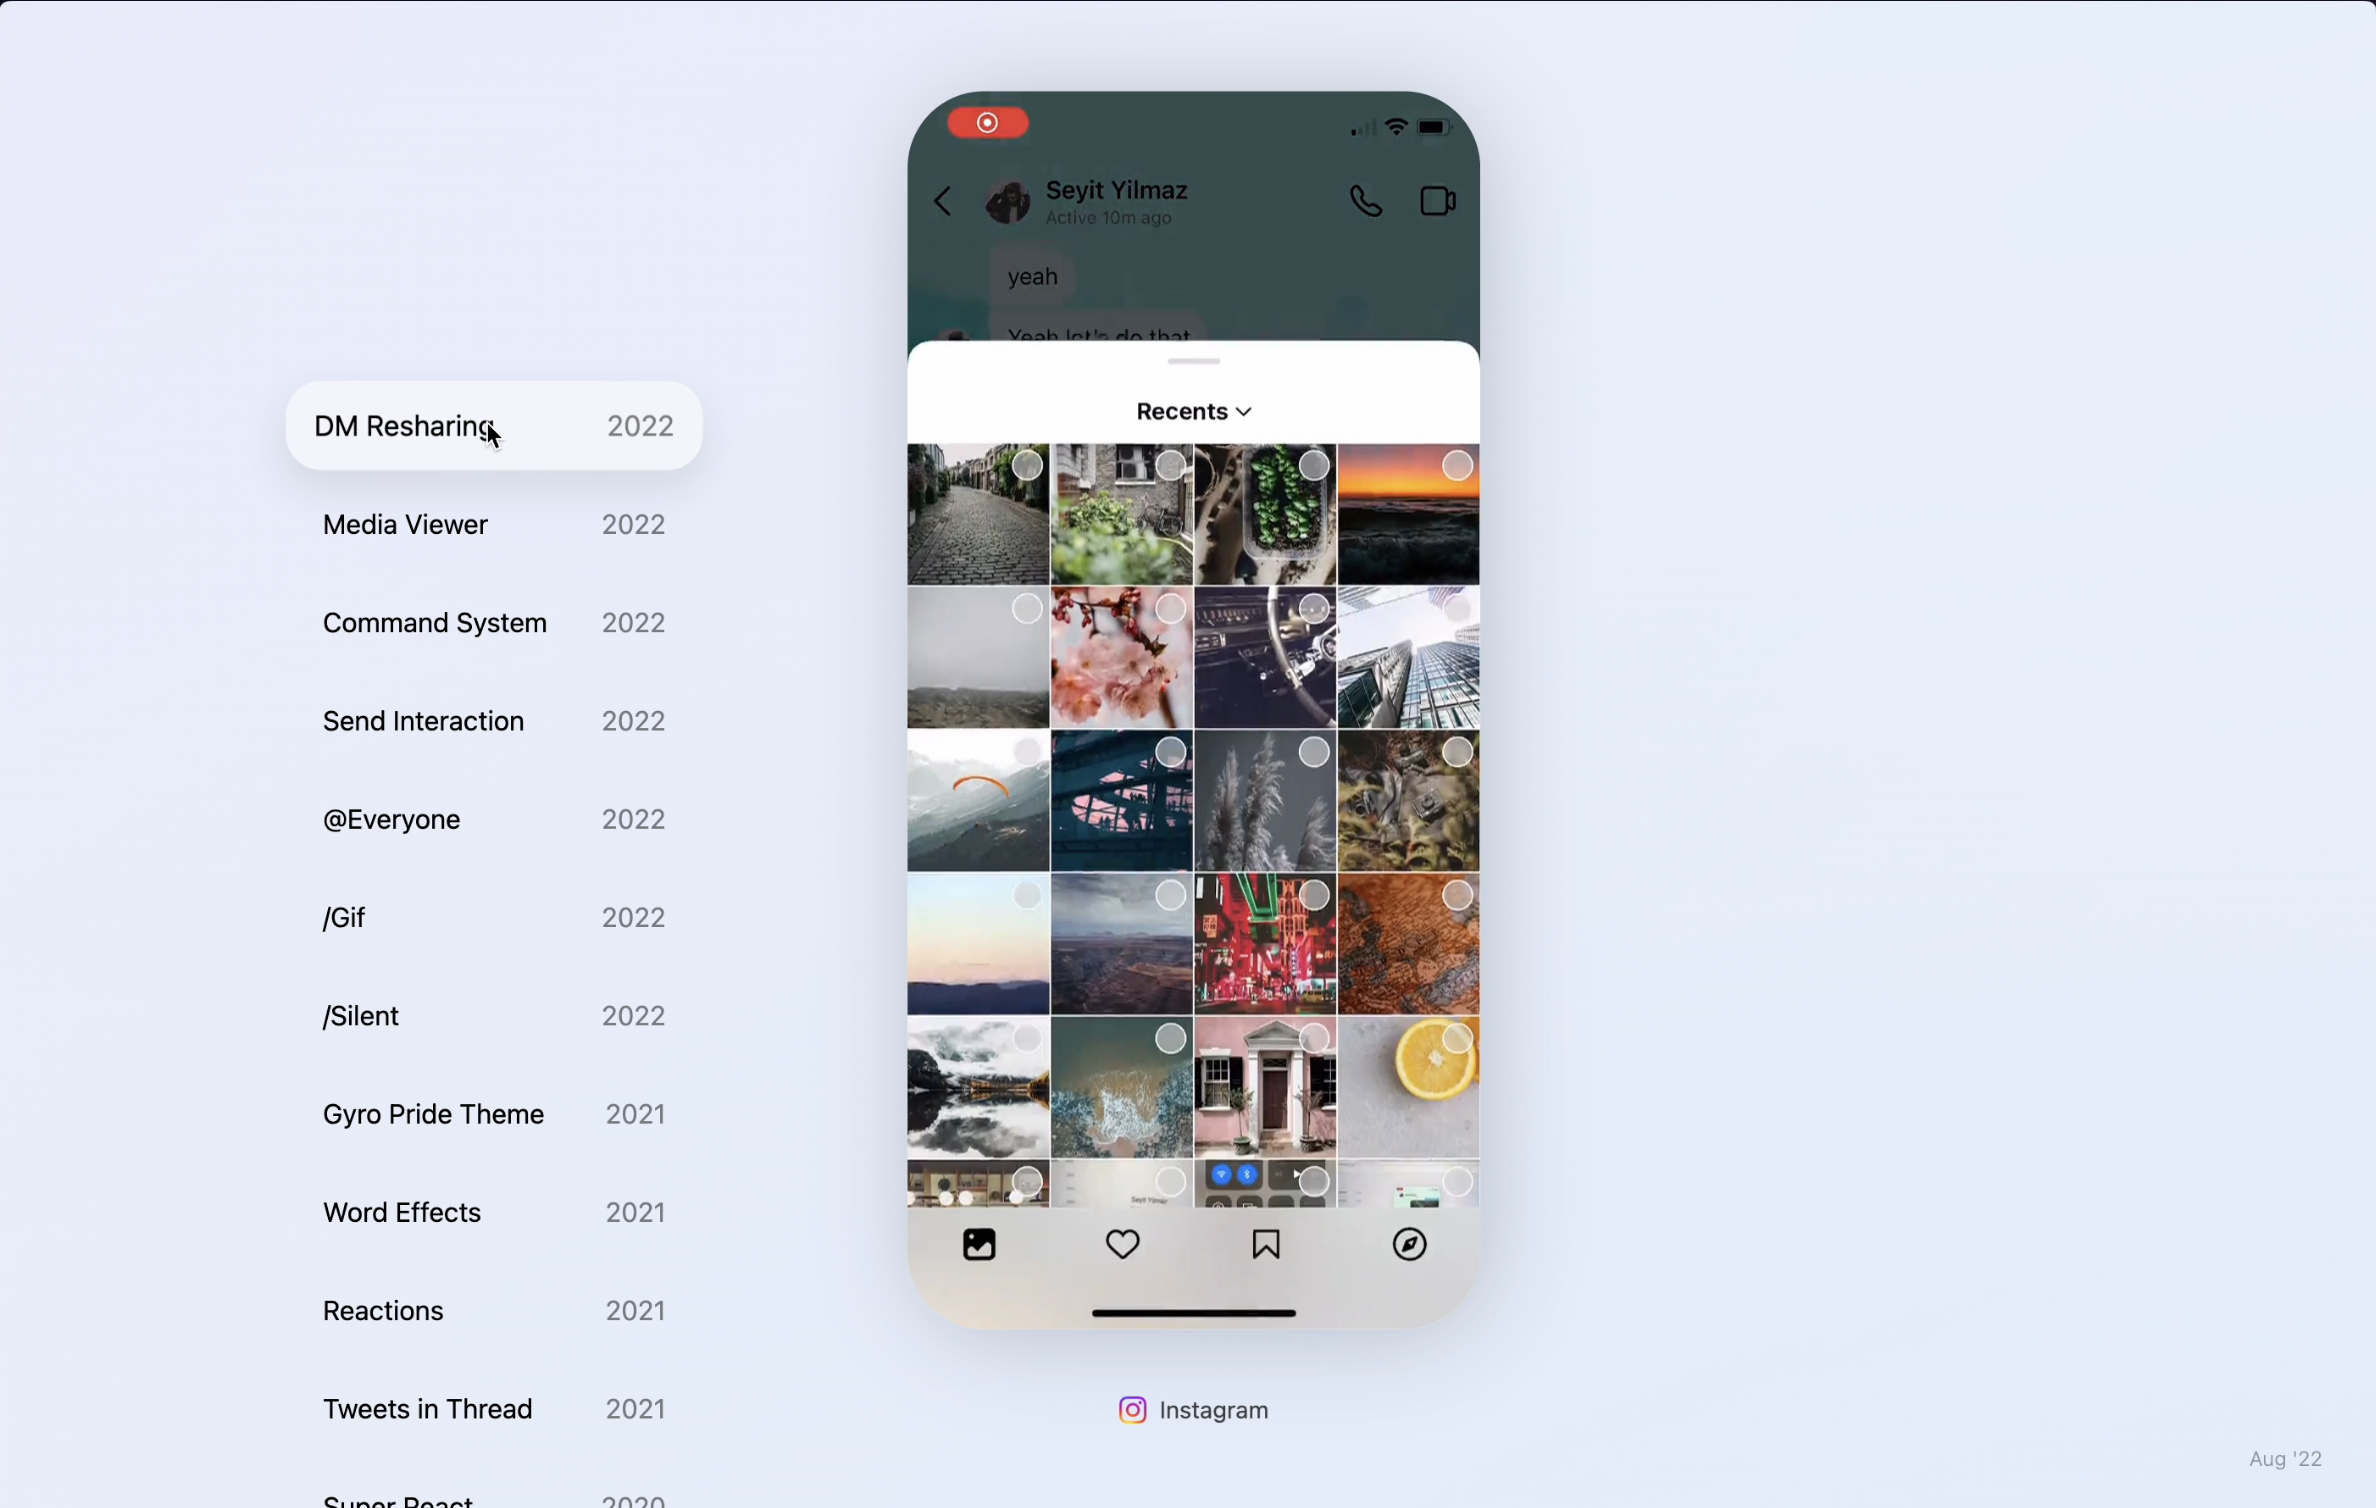 DM Resharing 2022
Media Viewer 2022
Command System 2022
Send Interaction 2022
@Everyone 2022
/Gif 2022
/Silent 2022
Gyro Pride Theme 2021
Word Effects 2021
Reactions 2021
Tweets in Thread 2021
Super React 2020
Seyit Yilmaz
Active 10m ago
yeah
Yeah let's do that
Recents
Seyit Yilmaz
Instagram
Aug '22